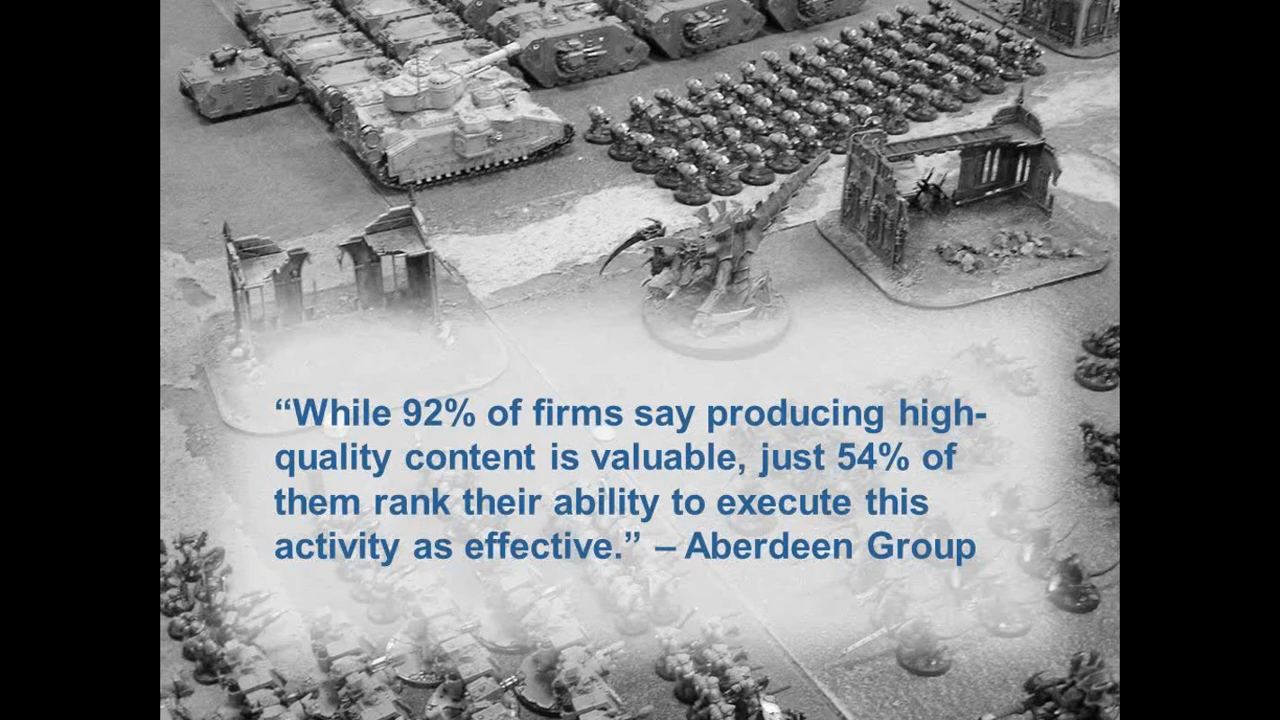 “While 92% of firms say producing high-
quality content is valuable, just 54% of
them rank their ability to execute this
activity as effective.” – Aberdeen Group